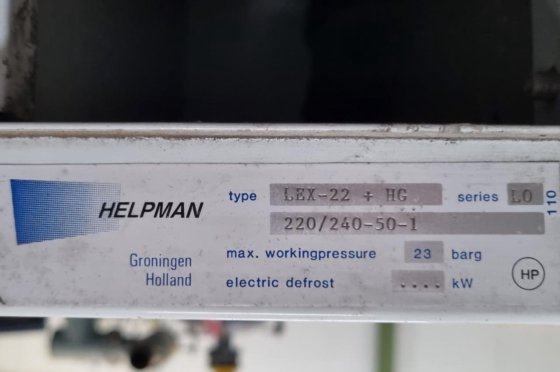 HELPMAN
Groningen
Holland
type LEX-22 + HG series LO
220/240-50-1
max. workingpressure 23 barg
electric defrost .... kW
HP
110